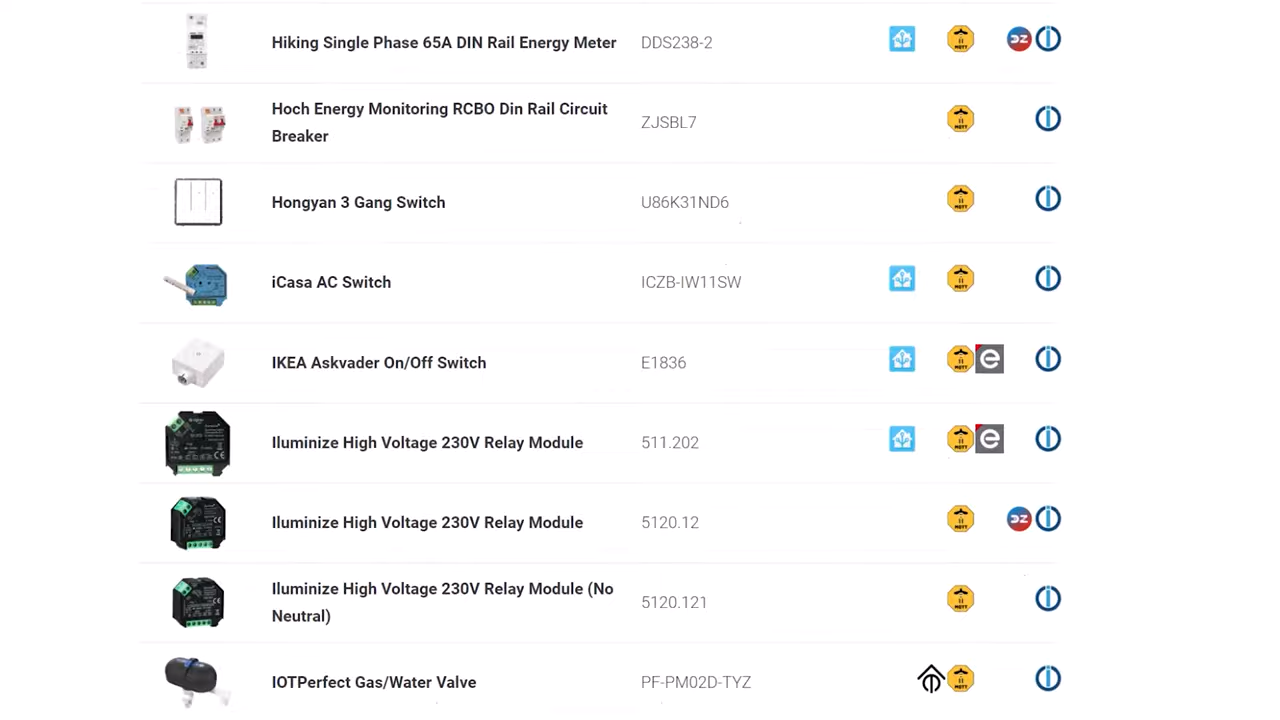 Hiking Single Phase 65A DIN Rail Energy Meter DDS238-2
Hoch Energy Monitoring RCBO Din Rail Circuit
Breaker
ZJSBL7
Hongyan 3 Gang Switch U86K31ND6
iCasa AC Switch ICZB-IW11SW
IKEA Askvader On/Off Switch E1836
Iluminize High Voltage 230V Relay Module 511.202
Iluminize High Voltage 230V Relay Module 5120.12
Iluminize High Voltage 230V Relay Module (No
Neutral)
5120.121
IOTPerfect Gas/Water Valve PF-PM02D-TYZ